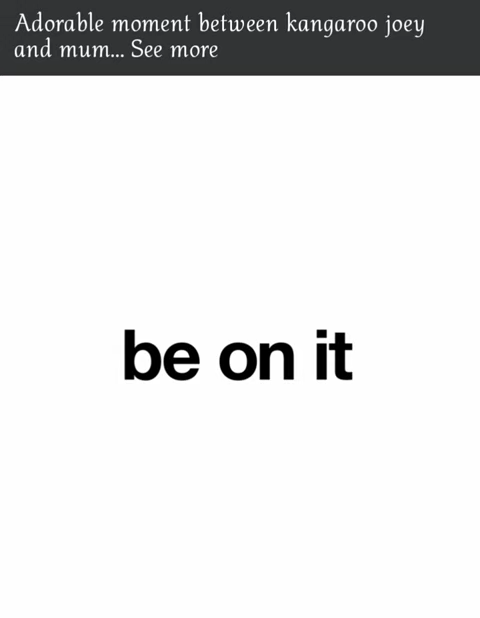 Adorable moment between kangaroo joey
and mum... See more
be on it